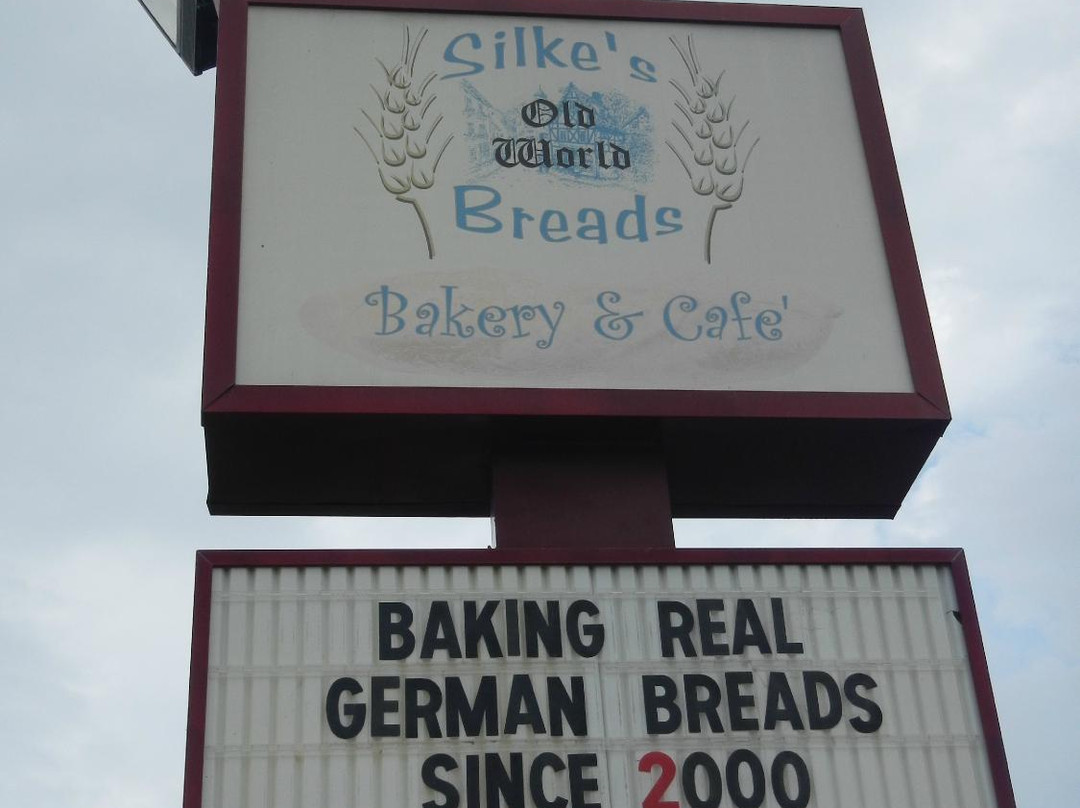 Silke's
Old
World
Breads
Bakery & Cafe'
BAKING REAL
GERMAN BREADS
SINCE 2000